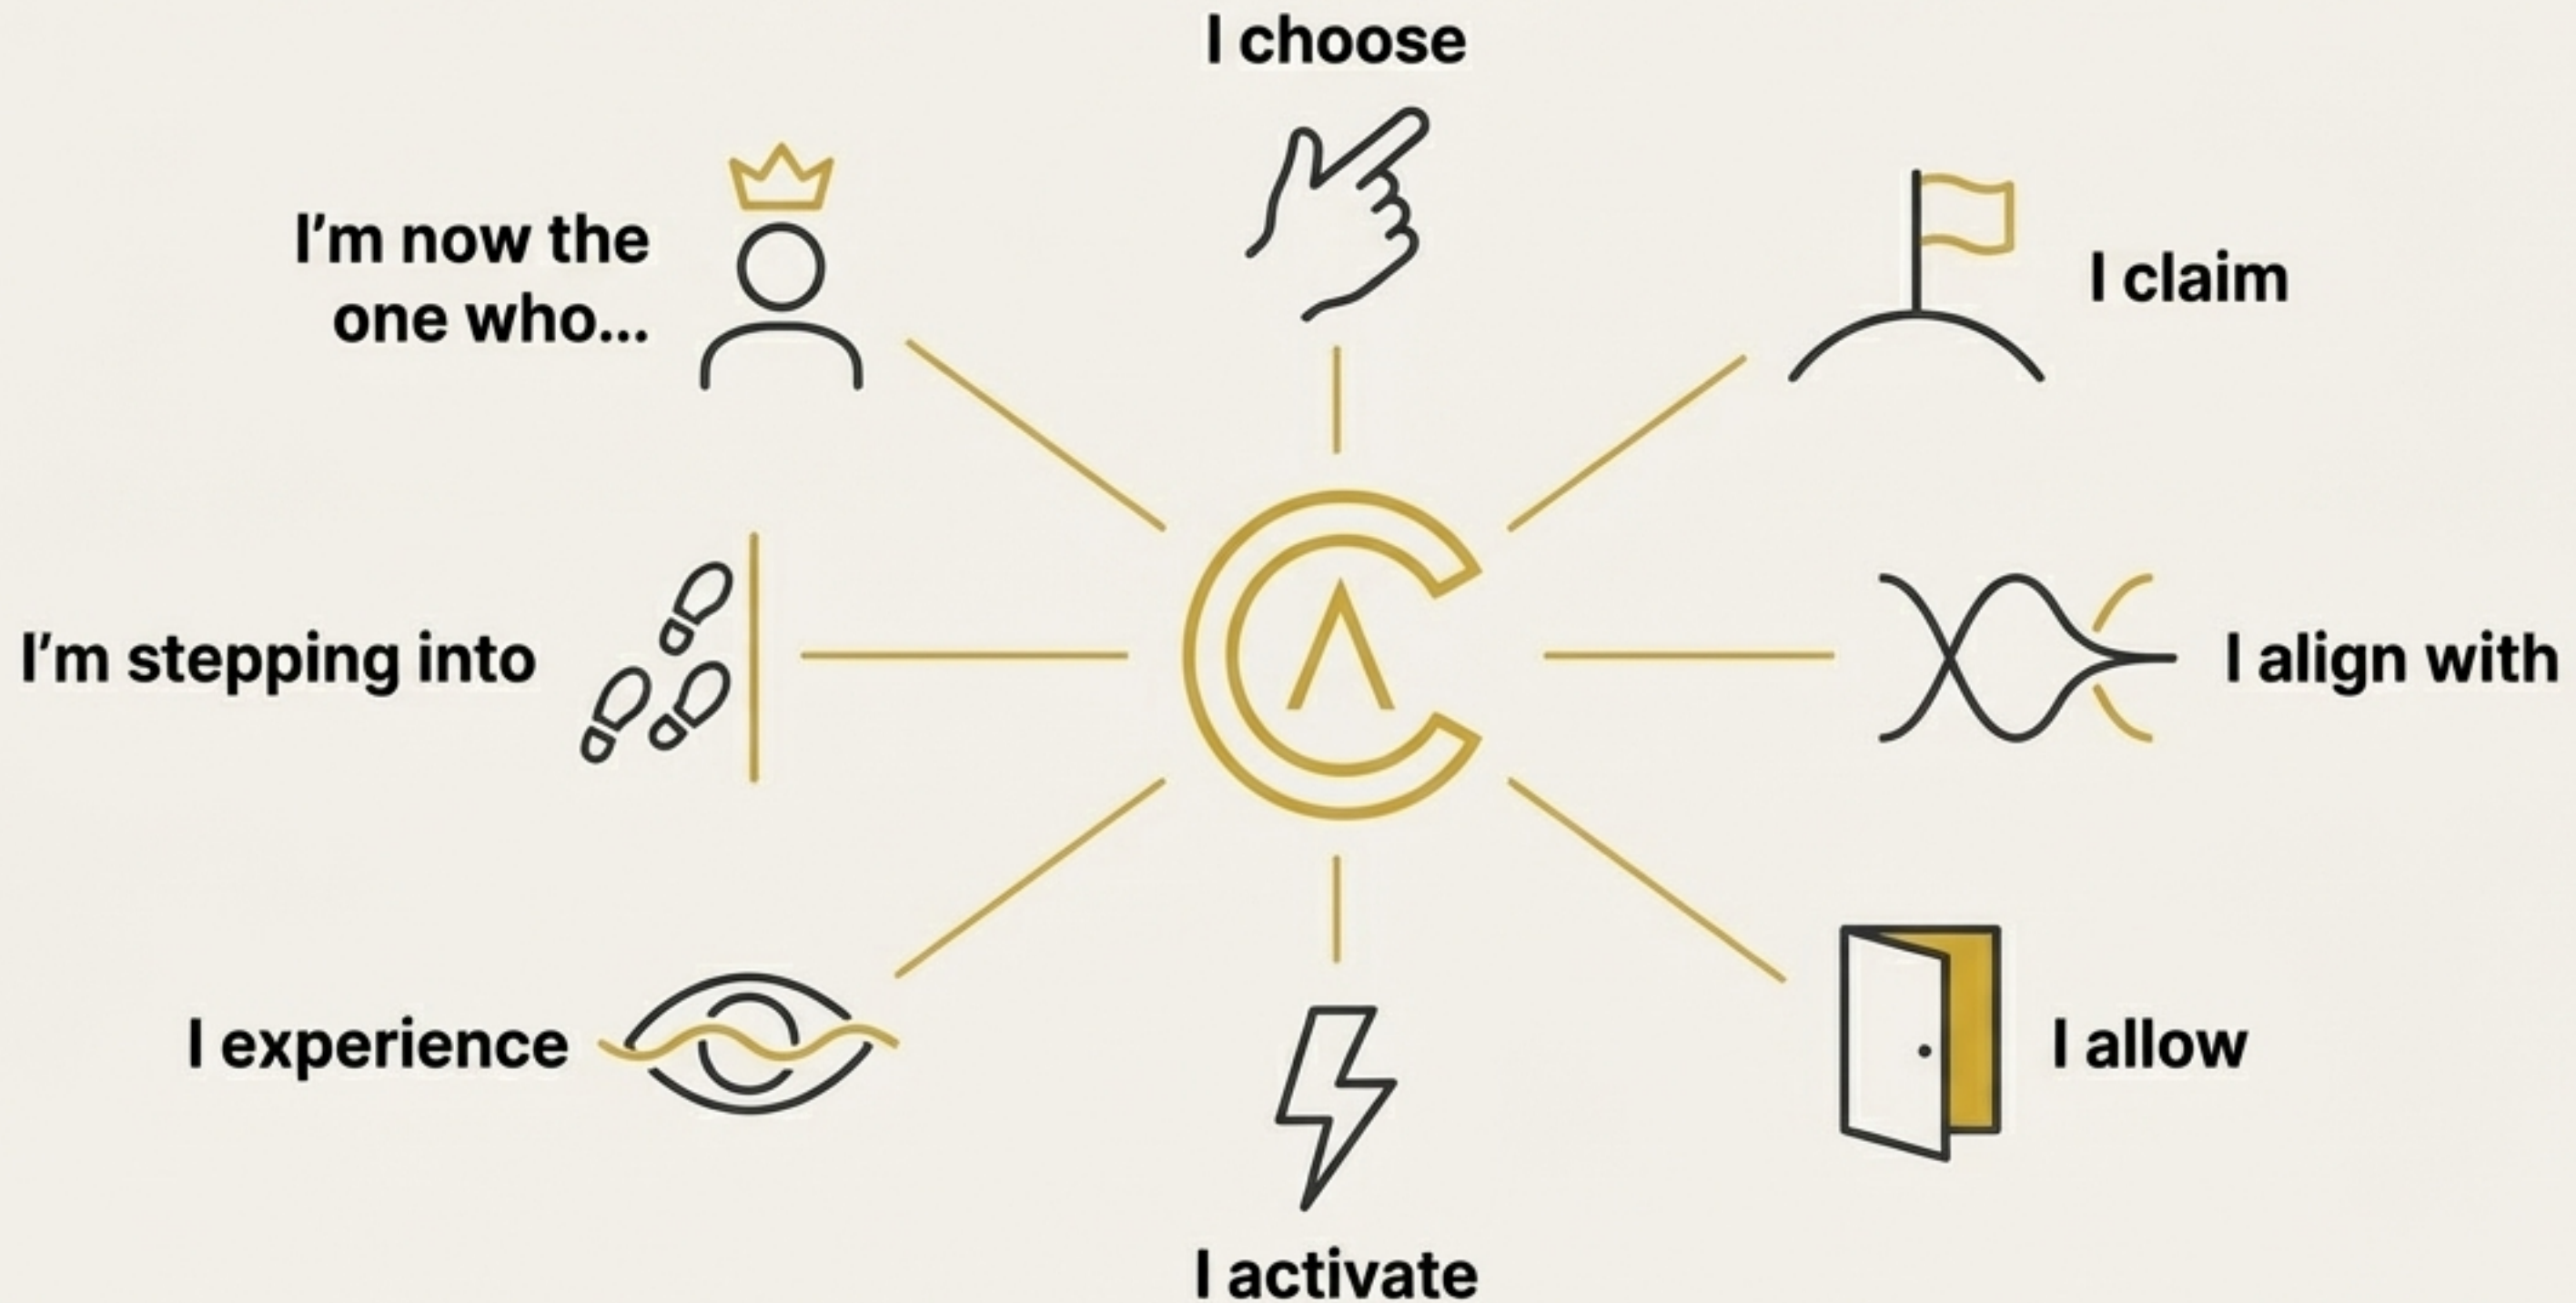 I choose
I'm now the
one who...
I claim
I'm stepping into
I align with
I experience
I allow
I activate